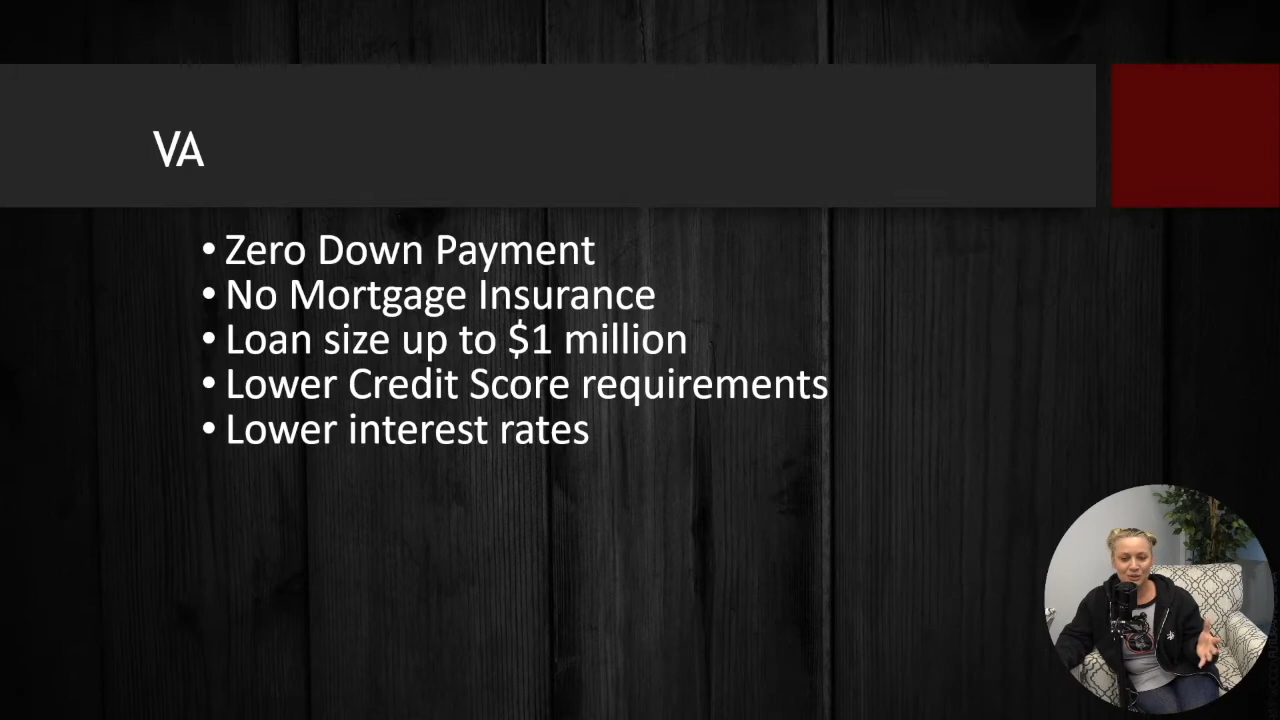 VA
• Zero Down Payment
• No Mortgage Insurance
• Loan size up to $1 million
• Lower Credit Score requirements
• Lower interest rates